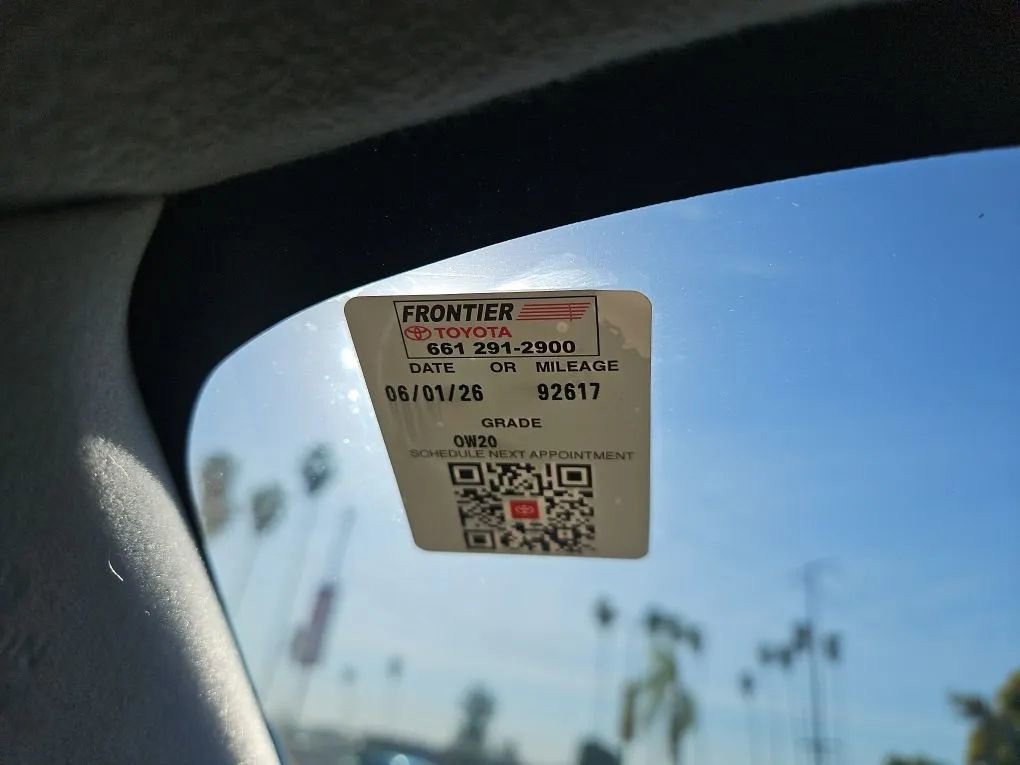 FRONTIER
TOYOTA
661 291-2900
DATE OR MILEAGE
06/01/26 92617
GRADE
0W20
SCHEDULE NEXT APPOINTMENT